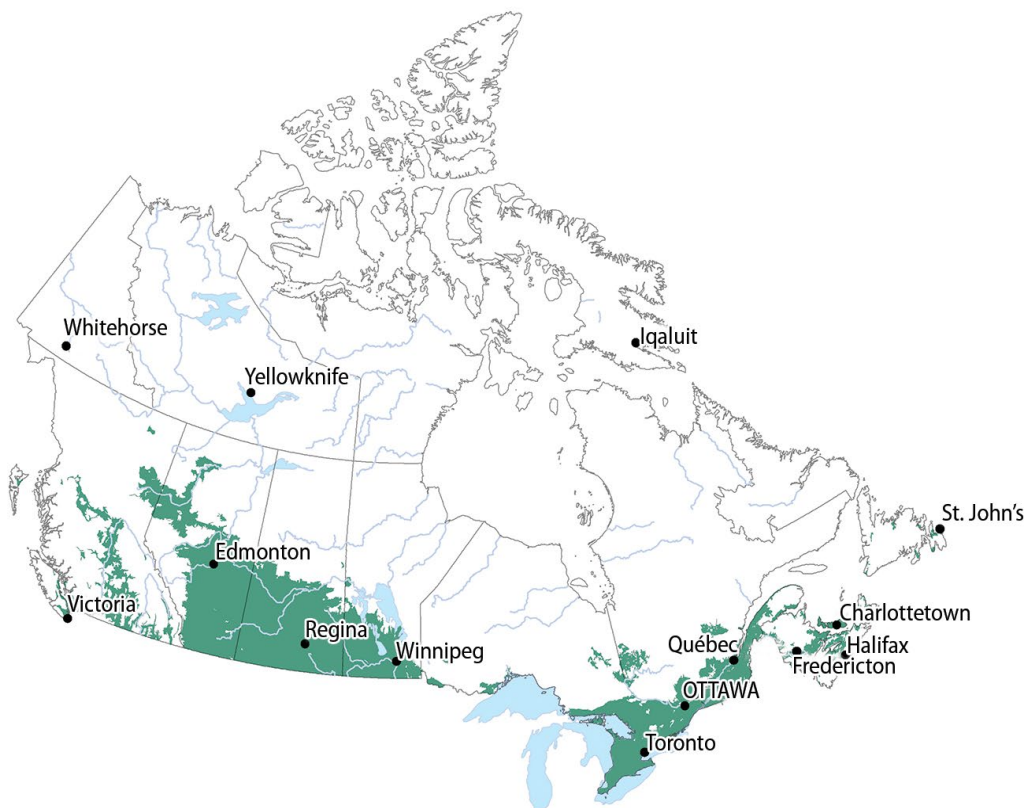 Whitehorse
Iqaluit
Yellowknife
St. John's
Edmonton
Victoria
Charlottetown
Regina
Québec
Halifax
Winnipeg
Fredericton
OTTAWA
Toronto